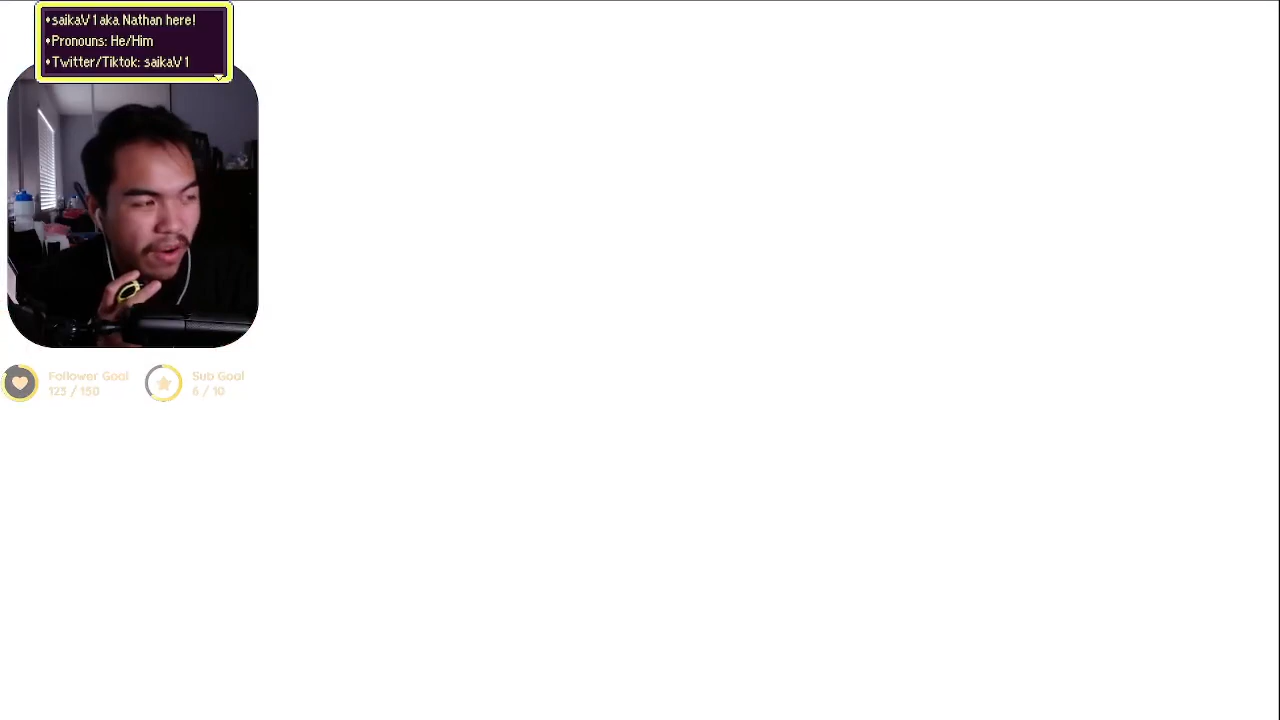 •saikaV1 aka Nathan here!
•Pronouns: He/Him
•Twitter/Tiktok: saikaV1
Follower Goal
123 / 150
Sub Goal
6 / 10